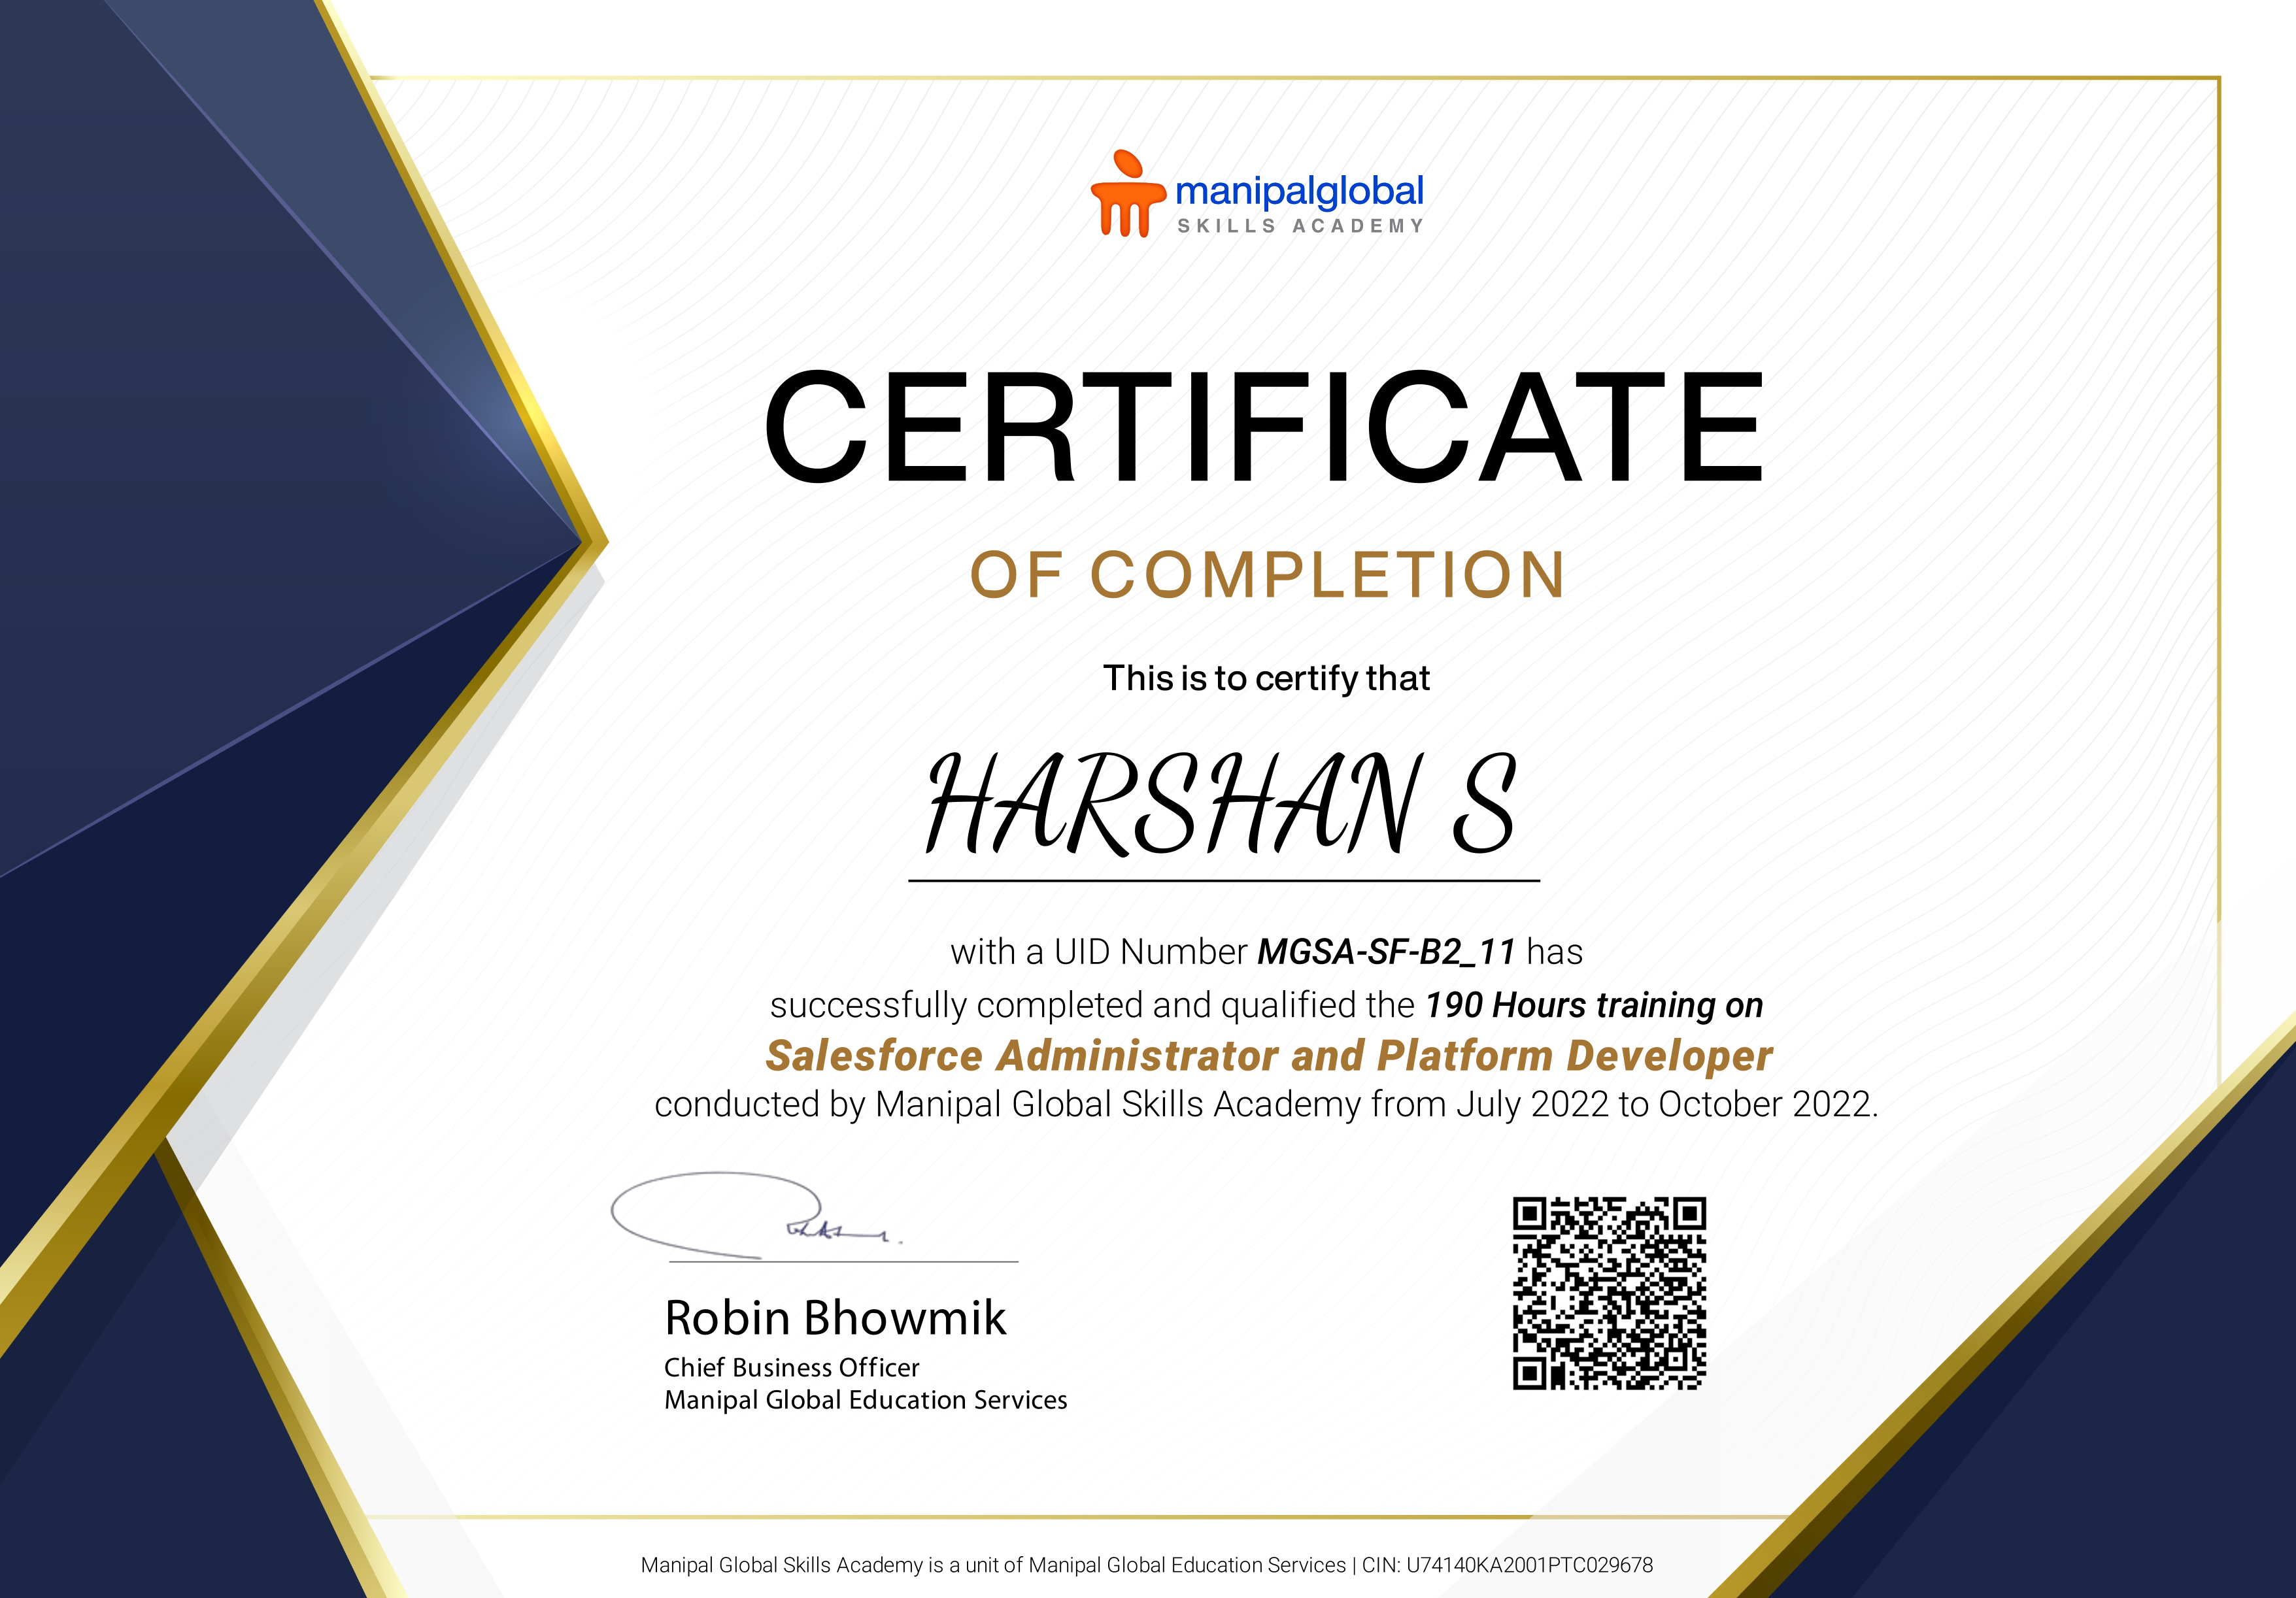 manipalglobal
SKILLS ACADEMY
CERTIFICATE
OF COMPLETION
This is to certify that
HARSHAN S
with a UID Number MGSA-SF-B2_11 has
successfully completed and qualified the 190 Hours training on
Salesforce Administrator and Platform Developer
conducted by Manipal Global Skills Academy from July 2022 to October 2022.
Robin Bhowmik
Chief Business Officer
Manipal Global Education Services
Manipal Global Skills Academy is a unit of Manipal Global Education Services | CIN: U74140KA2001PTC029678